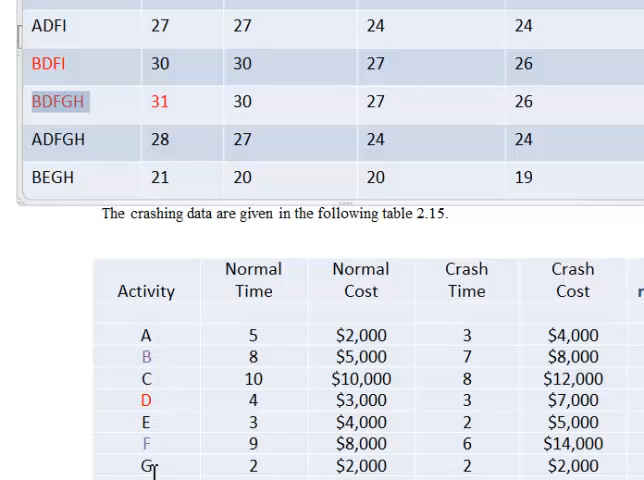 ADFI 27 27 24 24
BDFI 30 30 27 26
BDFGH 31 30 27 26
ADFGH 28 27 24 24
BEGH 21 20 20 19
The crashing data are given in the following table 2.15.
Activity Normal Time Normal Cost Crash Time Crash Cost
A 5 $2,000 3 $4,000
B 8 $5,000 7 $8,000
C 10 $10,000 8 $12,000
D 4 $3,000 3 $7,000
E 3 $4,000 2 $5,000
F 9 $8,000 6 $14,000
G 2 $2,000 2 $2,000